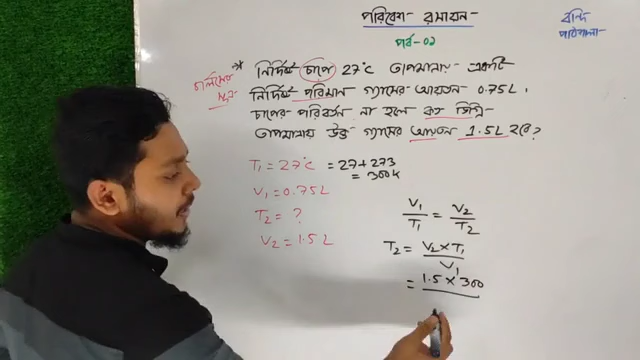 পরিবেশ রসায়ন
পর্ব-০২
বন্দি
পাঠশালা
চার্লসের
সূত্র
* নির্দিষ্ট চাপে 27°C তাপমাত্রায় একটি
নির্দিষ্ট পরিমান গ্যাসের আয়তন 0.75L,
চাপের পরিবর্তন না হলে কত ডিগ্রি
তাপমাত্রায় উক্ত গ্যাসের আয়তন 1.5L হবে?
T₁ = 27°C = 27+273
= 300k
V₁ = 0.75L
T₂ = ?
V₂ = 1.5L
V₁/T₁ = V₂/T₂
T₂ = V₂×T₁/V₁
= 1.5×300